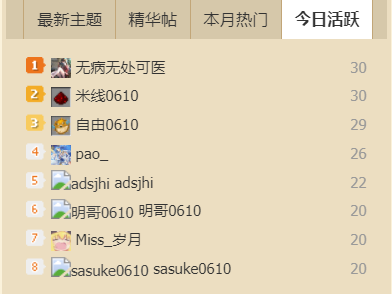 最新主题 精华帖 本月热门 今日活跃
1 无病无处可医 30
2 米线0610 30
3 自由0610 29
4 pao_ 26
5 adsjhi adsjhi 22
6 明哥0610 明哥0610 20
7 Miss_岁月 20
8 sasuke0610 sasuke0610 20